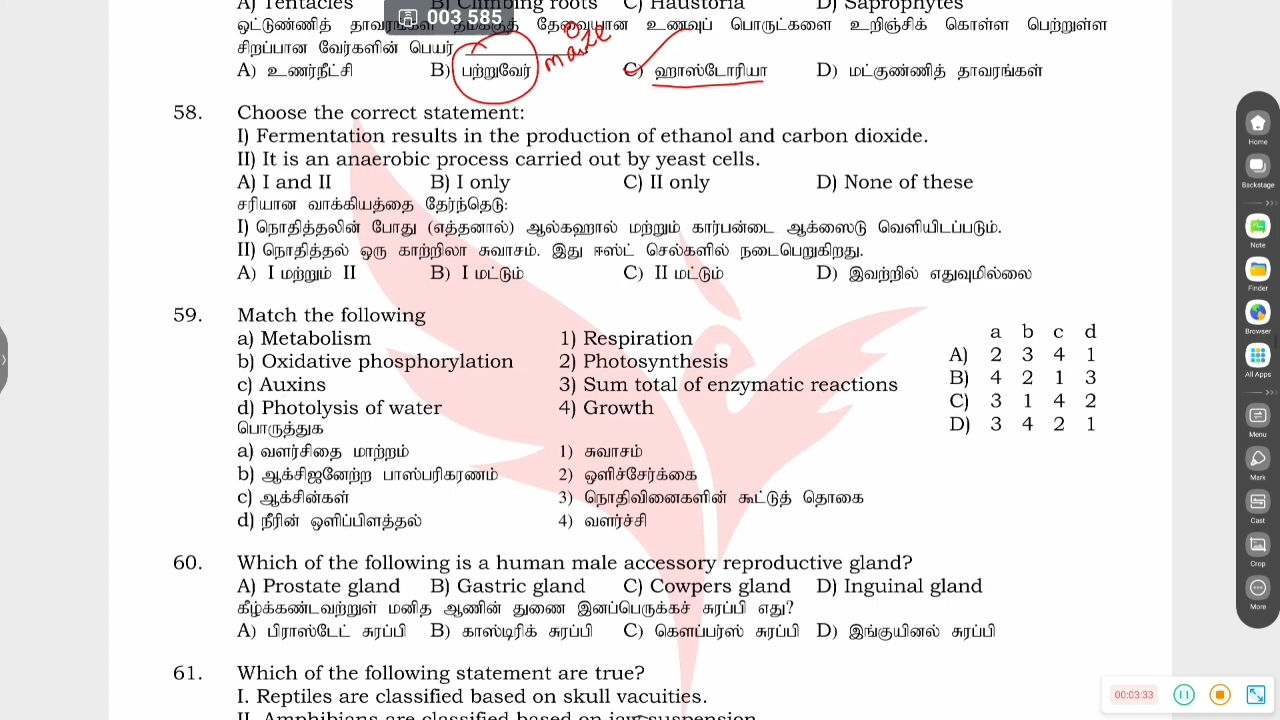 A) Tentacles B) Climbing roots C) Haustoria D) Saprophytes
003 585
ஒட்டுண்ணித் தாவரங்கள் தமக்குத் தேவையான உணவுப் பொருட்களை உறிஞ்சிக் கொள்ள பெற்றுள்ள
சிறப்பான வேர்களின் பெயர்
A) உணர்நீட்சி B) பற்றுவேர் C) ஹாஸ்டோரியா D) மட்குண்ணித் தாவரங்கள்
58. Choose the correct statement:
I) Fermentation results in the production of ethanol and carbon dioxide.
II) It is an anaerobic process carried out by yeast cells.
A) I and II B) I only C) II only D) None of these
சரியான வாக்கியத்தை தேர்ந்தெடு:
I) நொதித்தலின் போது (எத்தனால்) ஆல்கஹால் மற்றும் கார்பன்டை ஆக்ஸைடு வெளியிடப்படும்.
II) நொதித்தல் ஒரு காற்றிலா சுவாசம். இது ஈஸ்ட் செல்களில் நடைபெறுகிறது.
A) I மற்றும் II B) I மட்டும் C) II மட்டும் D) இவற்றில் எதுவுமில்லை
59. Match the following
a) Metabolism 1) Respiration
b) Oxidative phosphorylation 2) Photosynthesis
c) Auxins 3) Sum total of enzymatic reactions
d) Photolysis of water 4) Growth
a b c d
A) 2 3 4 1
B) 4 2 1 3
C) 3 1 4 2
D) 3 4 2 1
பொருத்துக
a) வளர்சிதை மாற்றம் 1) சுவாசம்
b) ஆக்சிஜனேற்ற பாஸ்பரிகரணம் 2) ஒளிச்சேர்க்கை
c) ஆக்சின்கள் 3) நொதிவினைகளின் கூட்டுத் தொகை
d) நீரின் ஒளிப்பிளத்தல் 4) வளர்ச்சி
60. Which of the following is a human male accessory reproductive gland?
A) Prostate gland B) Gastric gland C) Cowpers gland D) Inguinal gland
கீழ்க்கண்டவற்றுள் மனித ஆணின் துணை இனப்பெருக்கச் சுரப்பி எது?
A) பிராஸ்டேட் சுரப்பி B) காஸ்டிரிக் சுரப்பி C) கௌப்பர்ஸ் சுரப்பி D) இங்குயினல் சுரப்பி
61. Which of the following statement are true?
I. Reptiles are classified based on skull vacuities.
II. Amphibians are classified based on jaw suspension.
Home
Backstage
Note
Finder
Browser
All Apps
Menu
Mark
Cast
Crop
More
00:03:33